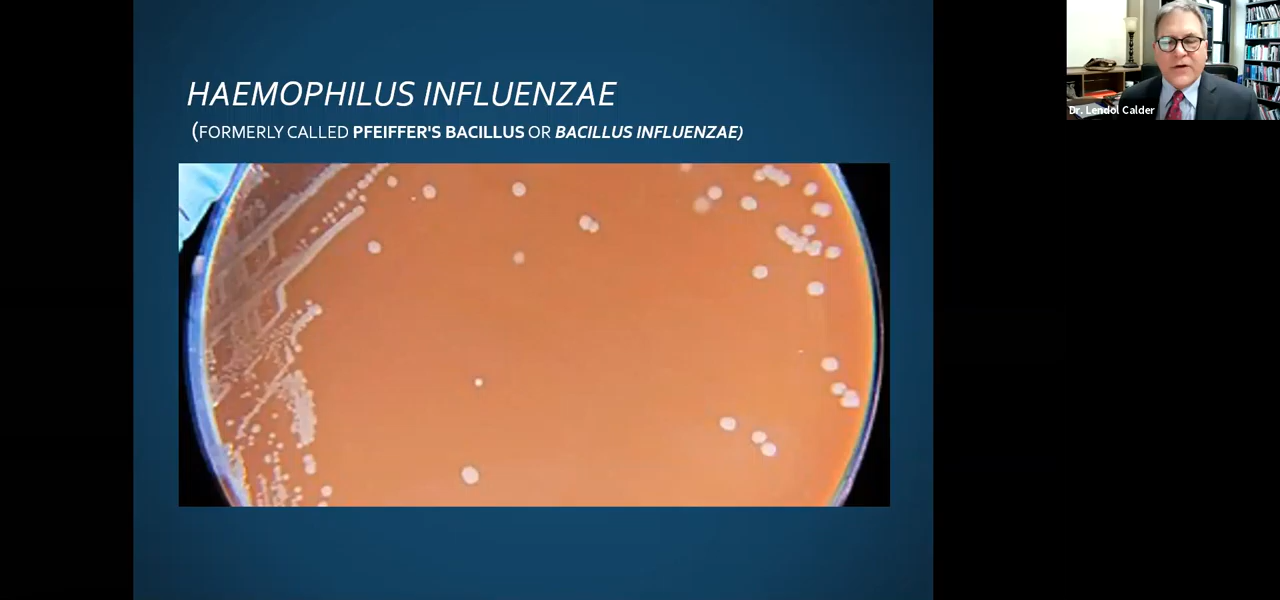 HAEMOPHILUS INFLUENZAE
(FORMERLY CALLED PFEIFFER'S BACILLUS OR BACILLUS INFLUENZAE)
Dr. Lendol Calder